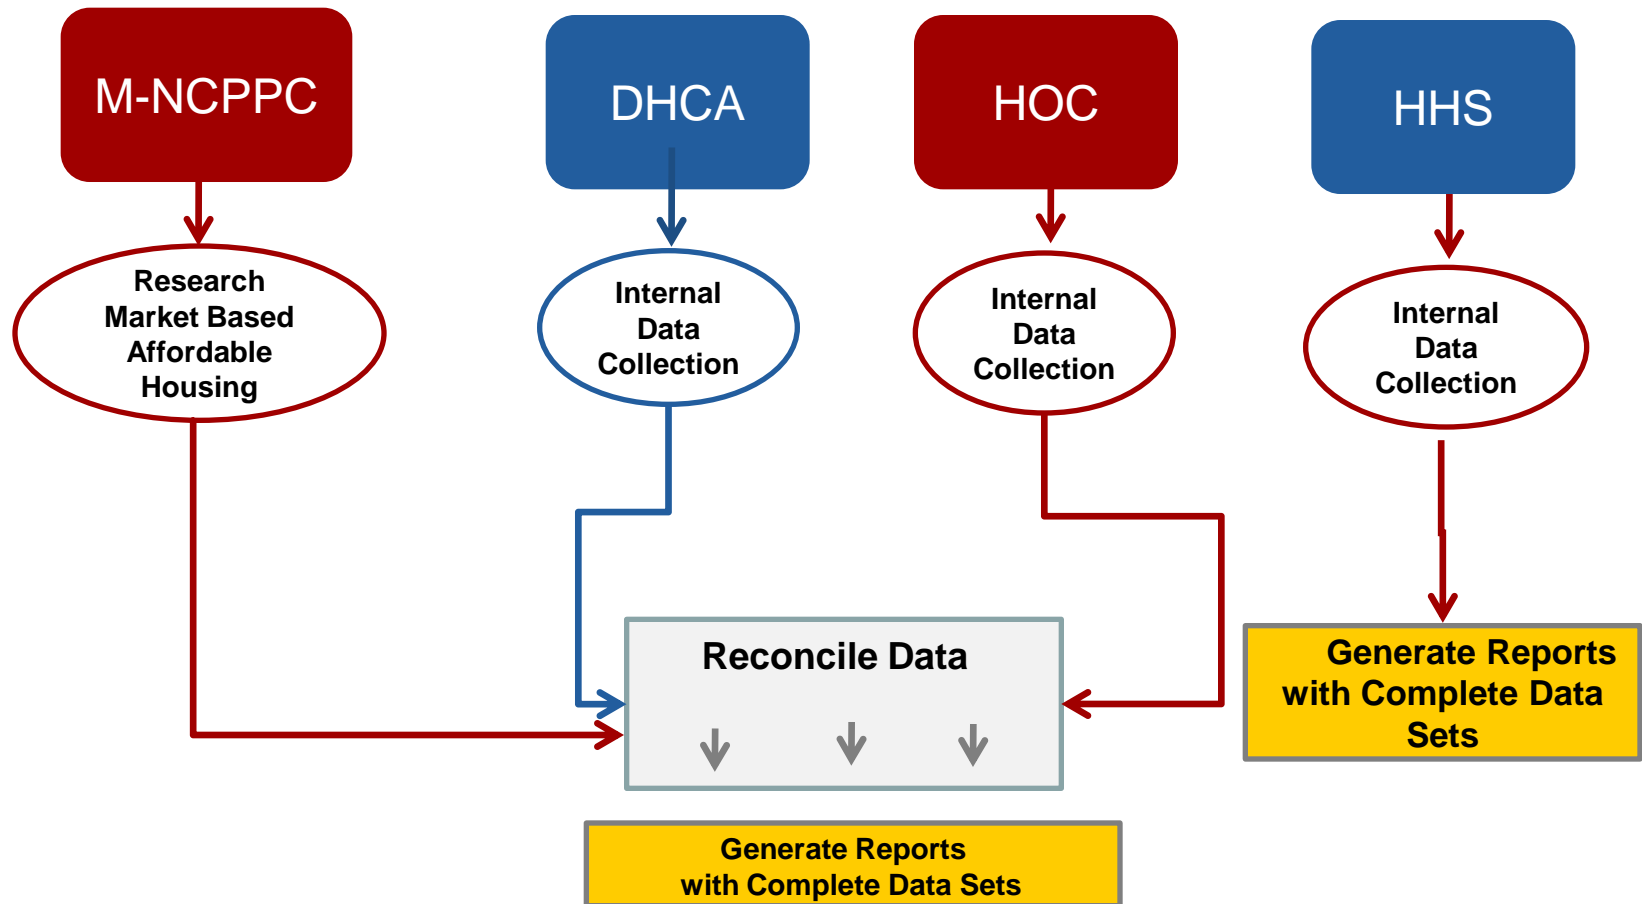 M-NCPPC
DHCA
HOC
HHS
Research
Market Based
Affordable
Housing
Internal
Data
Collection
Internal
Data
Collection
Internal
Data
Collection
Reconcile Data
Generate Reports
with Complete Data
Sets
Generate Reports
with Complete Data Sets